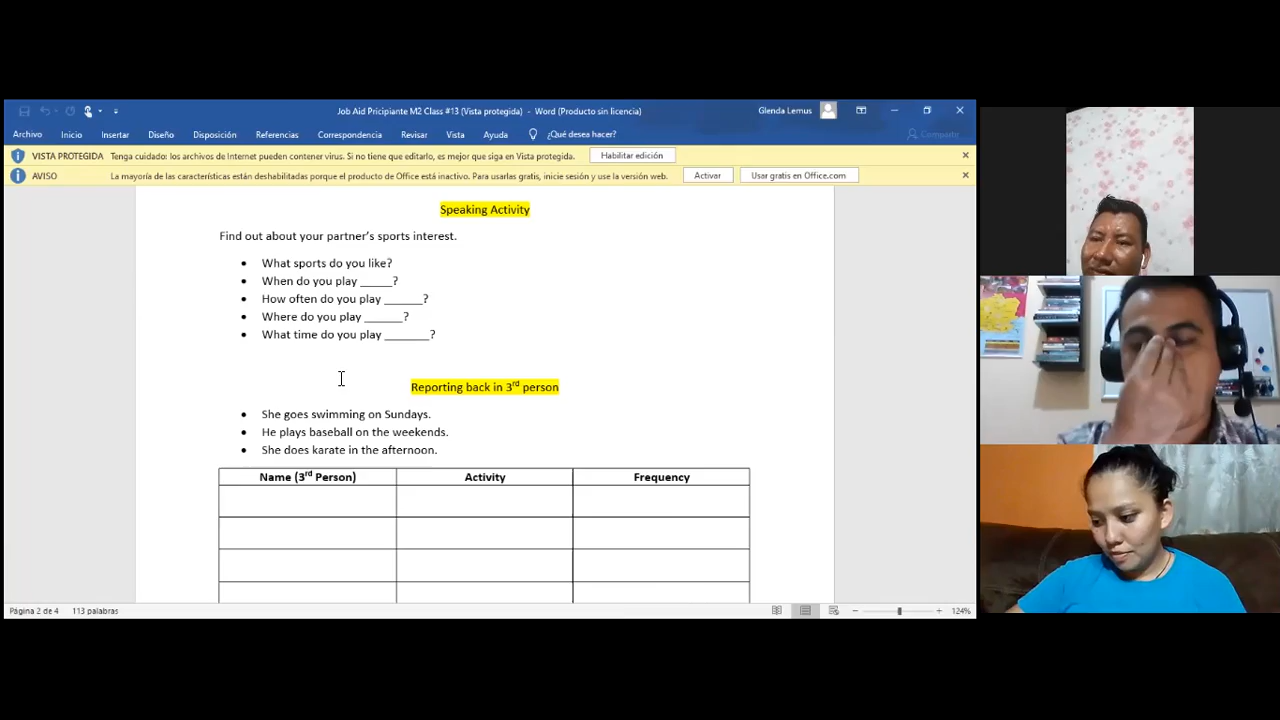 Job Aid Pricipiante M2 Class #13 (Vista protegida) - Word (Producto sin licencia)
Glenda Lemus
Archivo Inicio Insertar Diseño Disposición Referencias Correspondencia Revisar Vista Ayuda ¿Qué desea hacer? Compartir
VISTA PROTEGIDA Tenga cuidado: los archivos de Internet pueden contener virus. Si no tiene que editarlo, es mejor que siga en Vista protegida. Habilitar edición
AVISO La mayoría de las características están deshabilitadas porque el producto de Office está inactivo. Para usarlas gratis, inicie sesión y use la versión web. Activar Usar gratis en Office.com
Speaking Activity
Find out about your partner's sports interest.
• What sports do you like?
• When do you play _____?
• How often do you play ______?
• Where do you play ______?
• What time do you play _______?
Reporting back in 3rd person
• She goes swimming on Sundays.
• He plays baseball on the weekends.
• She does karate in the afternoon.
Name (3rd Person) Activity Frequency
Página 2 de 4 113 palabras 124%